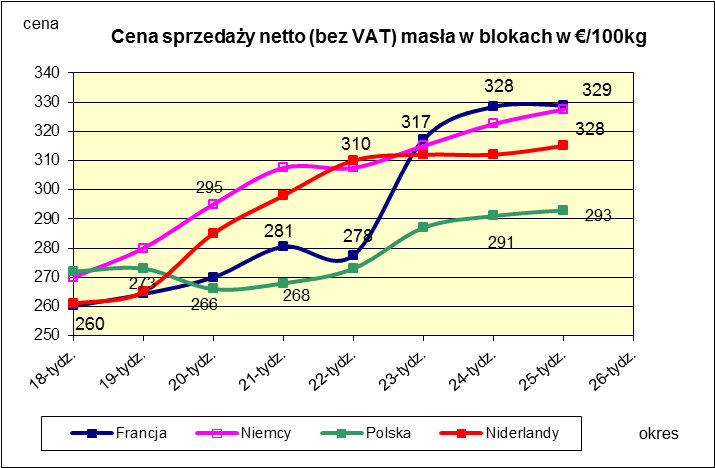 cena
Cena sprzedaży netto (bez VAT) masła w blokach w €/100kg
340
330
320
310
300
290
280
270
260
250
260
273
295
266
281
268
310
278
317
328
291
329
328
293
18-tydz.
19-tydz.
20-tydz.
21-tydz.
22-tydz.
23-tydz.
24-tydz.
25-tydz.
26-tydz.
Francja
Niemcy
Polska
Niderlandy
okres